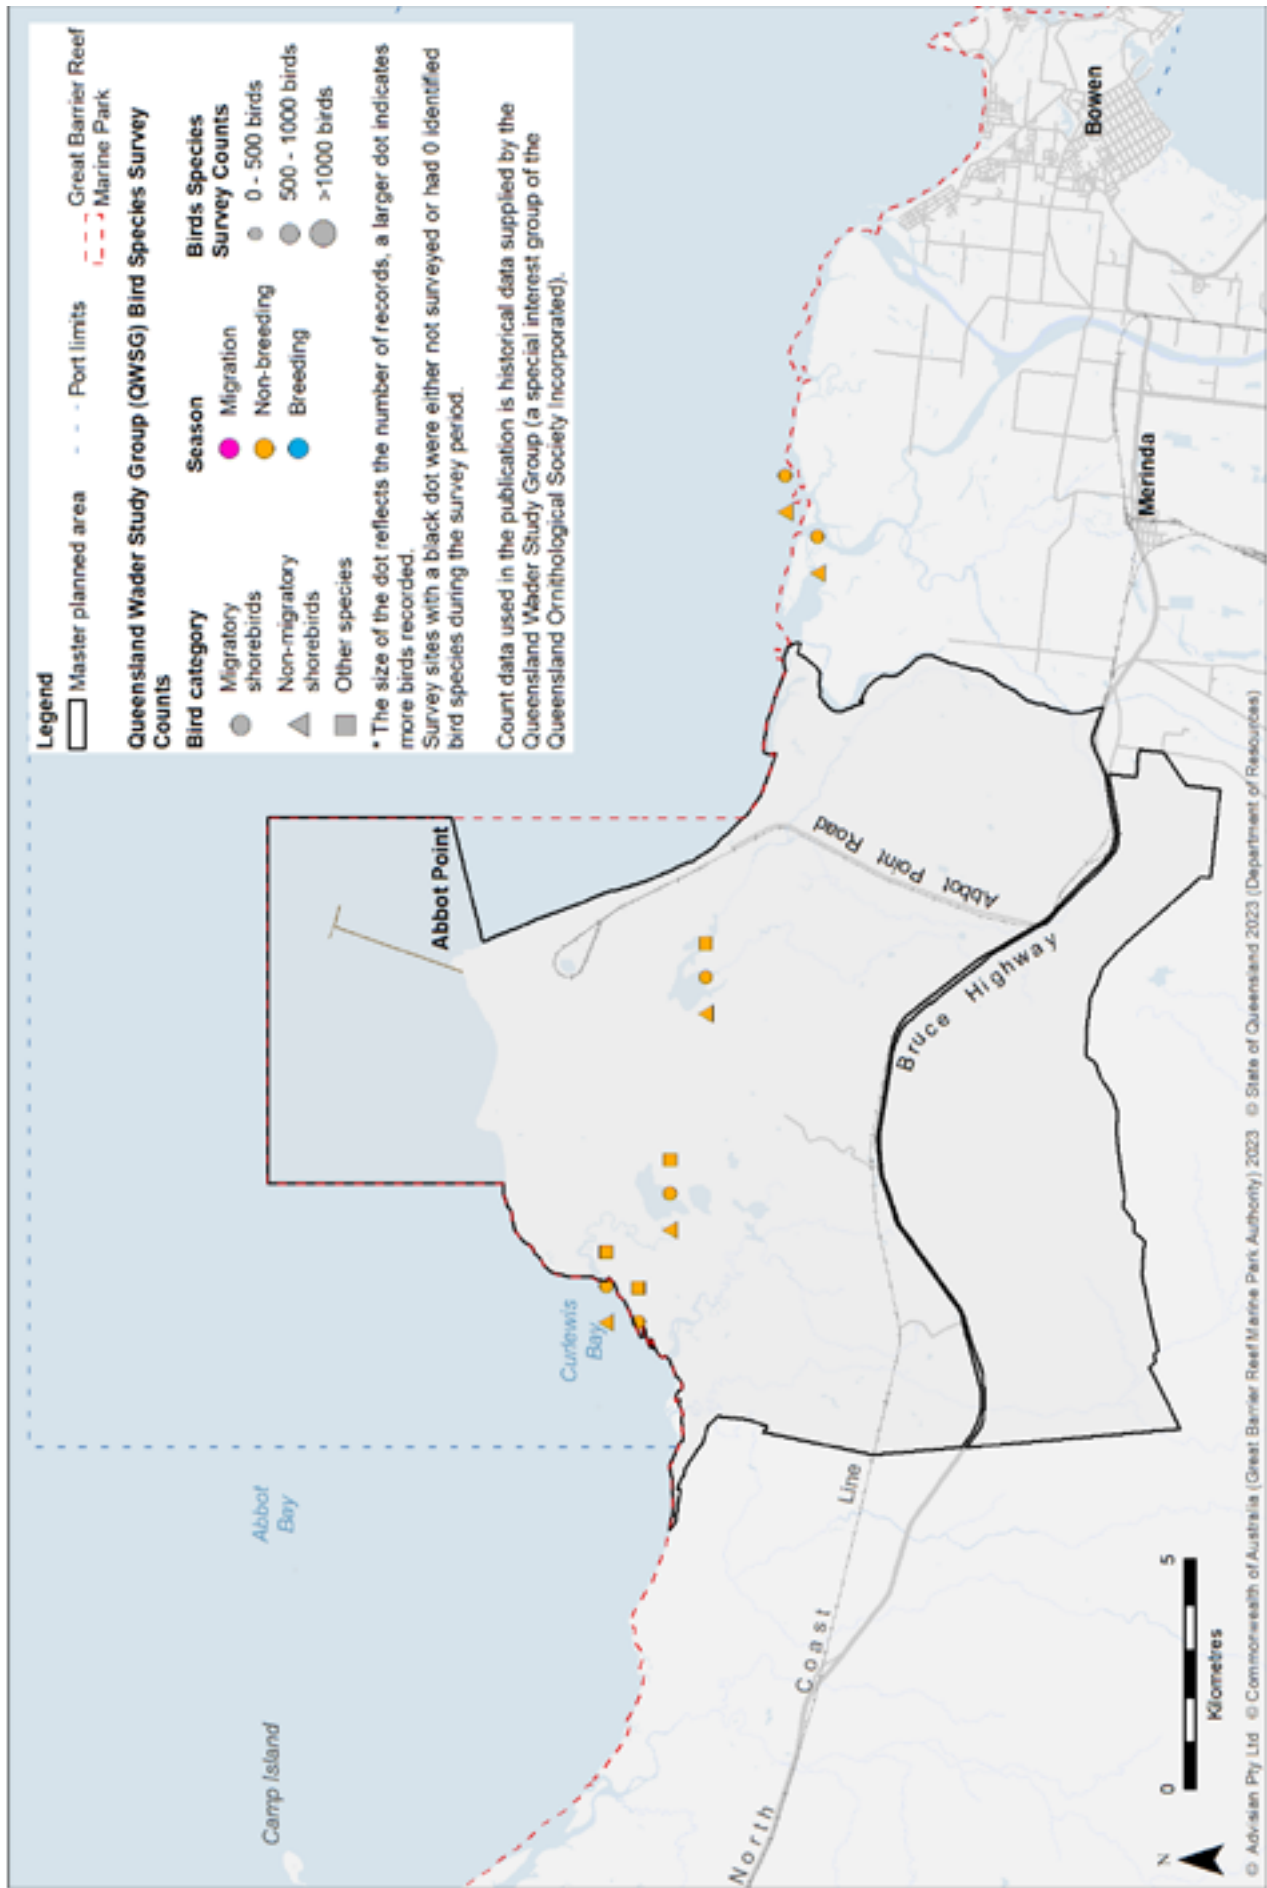 Legend
Master planned area
Port limits
Great Barrier Reef
Marine Park
Queensland Wader Study Group (QWSG) Bird Species Survey
Counts
Bird category
Migratory
shorebirds
Non-migratory
shorebirds
Other species
Season
Migration
Non-breeding
Breeding
Birds Species
Survey Counts
0 - 500 birds
500 - 1000 birds
>1000 birds
* The size of the dot reflects the number of records, a larger dot indicates
more birds recorded.
Survey sites with a black dot were either not surveyed or had 0 identified
bird species during the survey period.
Count data used in the publication is historical data supplied by the
Queensland Wader Study Group (a special interest group of the
Queensland Ornithological Society Incorporated).
Camp Island
Abbot
Bay
Curlewis
Bay
Abbot Point
Abbot Point Road
Bruce Highway
North Coast Line
Merinda
Bowen
N
0 5
Kilometres
© Advisian Pty Ltd © Commonwealth of Australia (Great Barrier Reef Marine Park Authority) 2023 © State of Queensland 2023 (Department of Resources)